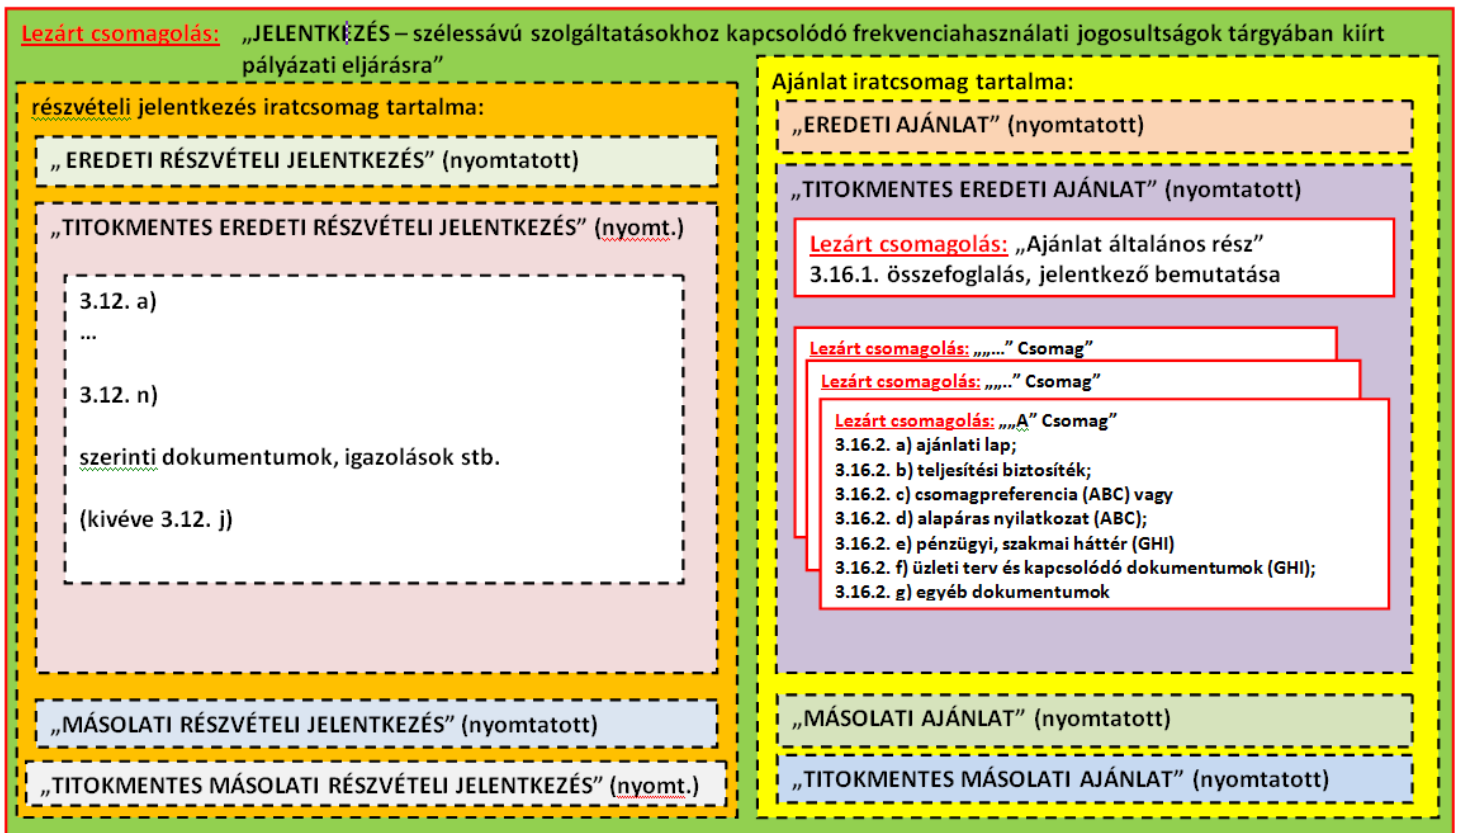 Lezárt csomagolás: „JELENTKEZÉS – szélessávú szolgáltatásokhoz kapcsolódó frekvenciahasználati jogosultságok tárgyában kiírt
pályázati eljárásra”
részvételi jelentkezés iratcsomag tartalma:
„ EREDETI RÉSZVÉTELI JELENTKEZÉS” (nyomtatott)
„TITOKMENTES EREDETI RÉSZVÉTELI JELENTKEZÉS” (nyomt.)
3.12. a)
...
3.12. n)
szerinti dokumentumok, igazolások stb.
(kivéve 3.12. j)
„MÁSOLATI RÉSZVÉTELI JELENTKEZÉS” (nyomtatott)
„TITOKMENTES MÁSOLATI RÉSZVÉTELI JELENTKEZÉS” (nyomt.)
Ajánlat iratcsomag tartalma:
„EREDETI AJÁNLAT” (nyomtatott)
„TITOKMENTES EREDETI AJÁNLAT” (nyomtatott)
Lezárt csomagolás: „Ajánlat általános rész”
3.16.1. összefoglalás, jelentkező bemutatása
Lezárt csomagolás: „„...” Csomag”
Lezárt csomagolás: „„..” Csomag”
Lezárt csomagolás: „„A” Csomag”
3.16.2. a) ajánlati lap;
3.16.2. b) teljesítési biztosíték;
3.16.2. c) csomagpreferencia (ABC) vagy
3.16.2. d) alapáras nyilatkozat (ABC);
3.16.2. e) pénzügyi, szakmai háttér (GHI)
3.16.2. f) üzleti terv és kapcsolódó dokumentumok (GHI);
3.16.2. g) egyéb dokumentumok
„MÁSOLATI AJÁNLAT” (nyomtatott)
„TITOKMENTES MÁSOLATI AJÁNLAT” (nyomtatott)